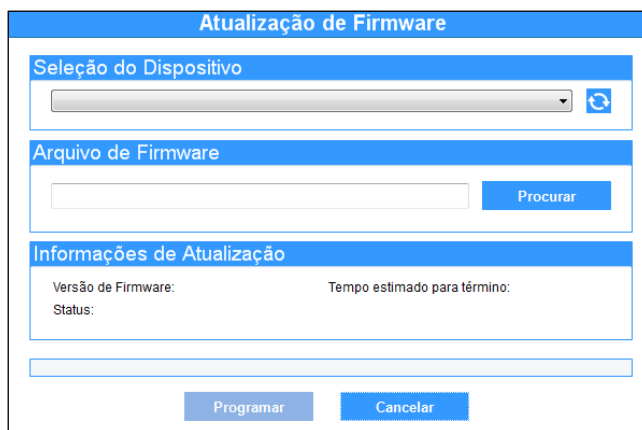 Atualização de Firmware
Seleção do Dispositivo
Arquivo de Firmware
Procurar
Informações de Atualização
Versão de Firmware:
Tempo estimado para término:
Status:
Programar
Cancelar